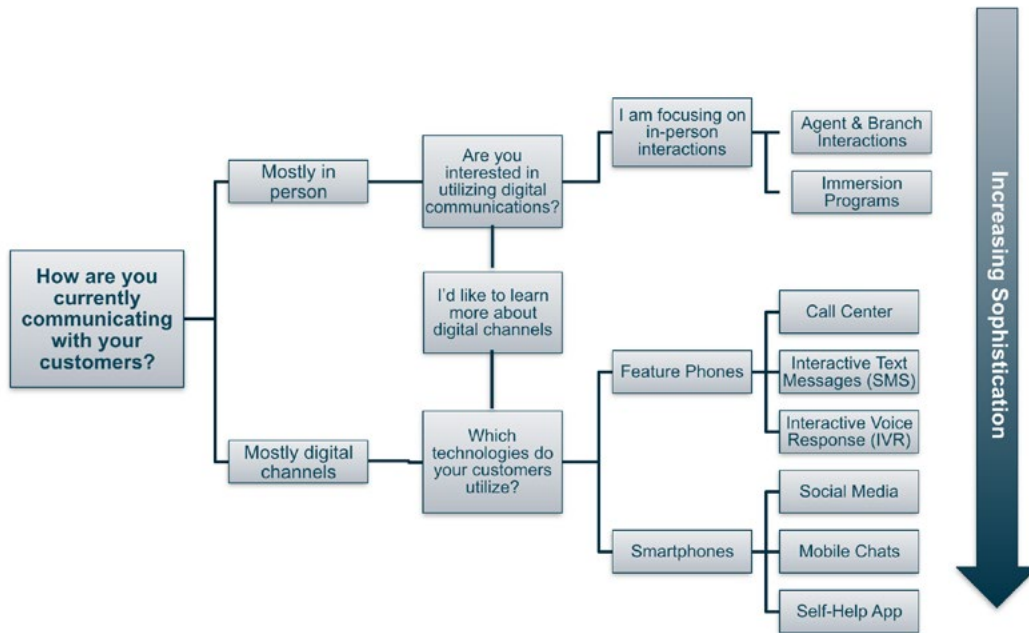 How are you
currently
communicating
with your
customers?
Mostly in
person
Mostly digital
channels
Are you
interested in
utilizing digital
communications?
I'd like to learn
more about
digital channels
Which
technologies do
your customers
utilize?
I am focusing on
in-person
interactions
Agent & Branch
Interactions
Immersion
Programs
Feature Phones
Call Center
Interactive Text
Messages (SMS)
Interactive Voice
Response (IVR)
Smartphones
Social Media
Mobile Chats
Self-Help App
Increasing Sophistication